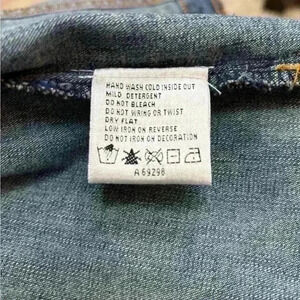 HAND WASH COLD INSIDE OUT
MILD DETERGENT
DO NOT BLEACH
DO NOT WRING OR TWIST
DRY FLAT
LOW IRON ON REVERSE
DO NOT IRON ON DECORATION
A 69298